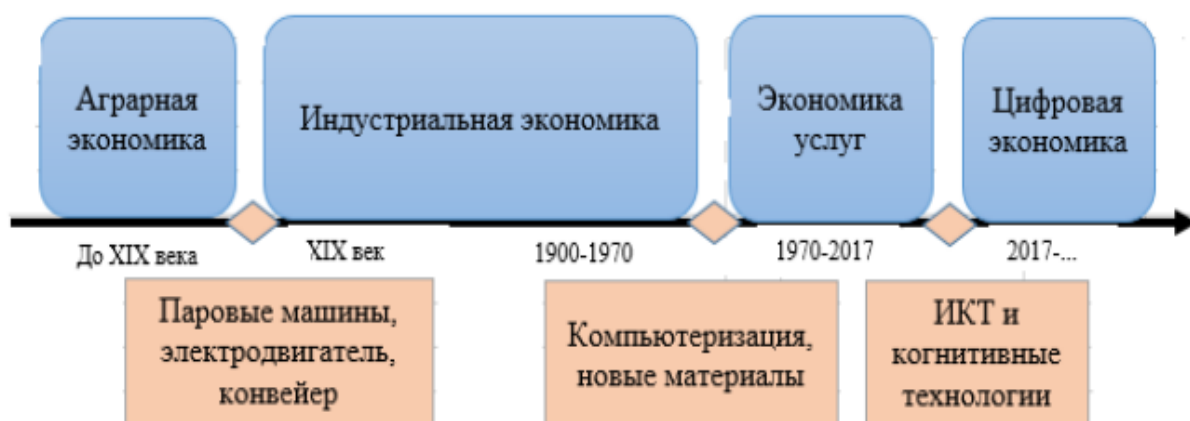 Аграрная
экономика
Индустриальная экономика
Экономика
услуг
Цифровая
экономика
До XIX века
XIX век
1900-1970
1970-2017
2017-...
Паровые машины,
электродвигатель,
конвейер
Компьютеризация,
новые материалы
ИКТ и
когнитивные
технологии